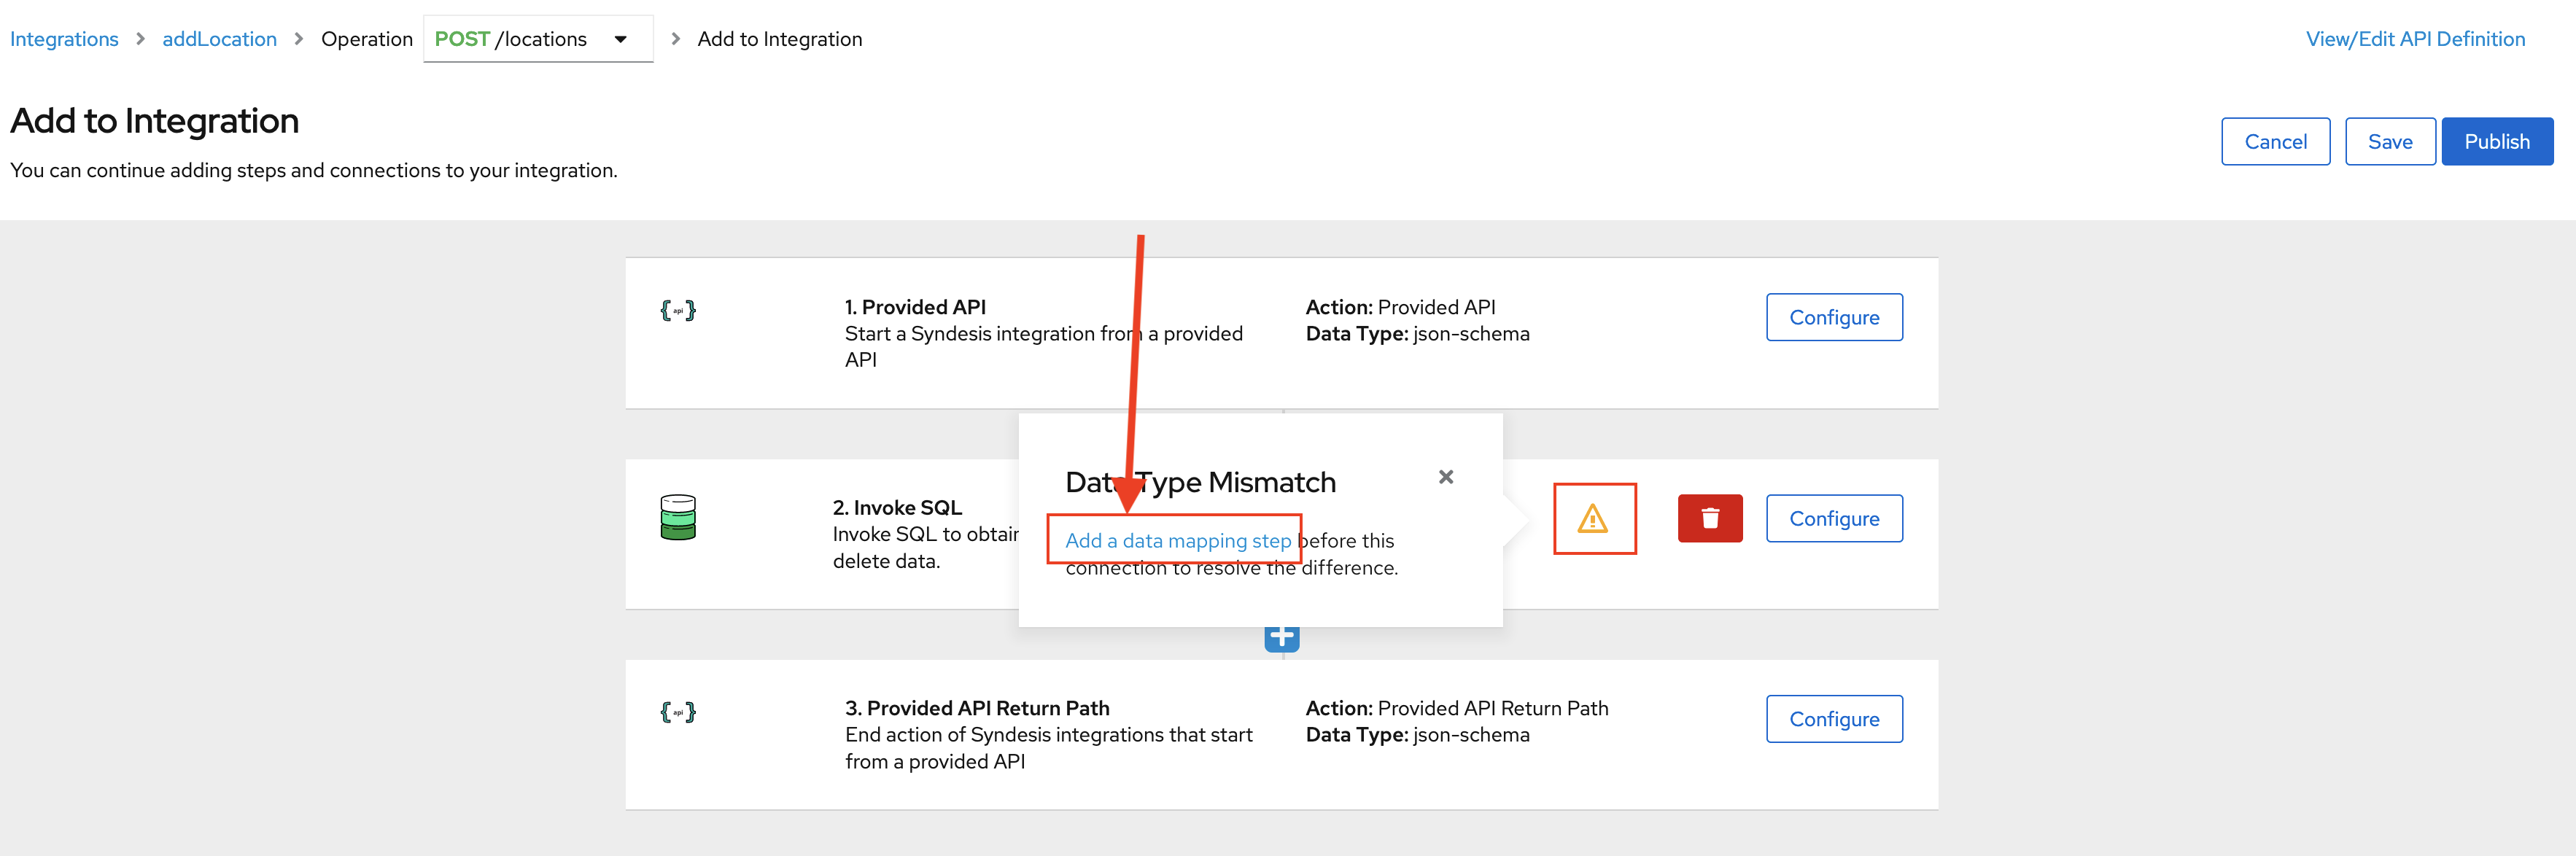 Integrations > addLocation > Operation POST /locations > Add to Integration
View/Edit API Definition
Add to Integration
You can continue adding steps and connections to your integration.
Cancel
Save
Publish
{ api }
1. Provided API
Start a Syndesis integration from a provided
API
Action: Provided API
Data Type: json-schema
Configure
2. Invoke SQL
Invoke SQL to obtain
delete data.
Data Type Mismatch
Add a data mapping step before this
connection to resolve the difference.
Configure
{ api }
3. Provided API Return Path
End action of Syndesis integrations that start
from a provided API
Action: Provided API Return Path
Data Type: json-schema
Configure